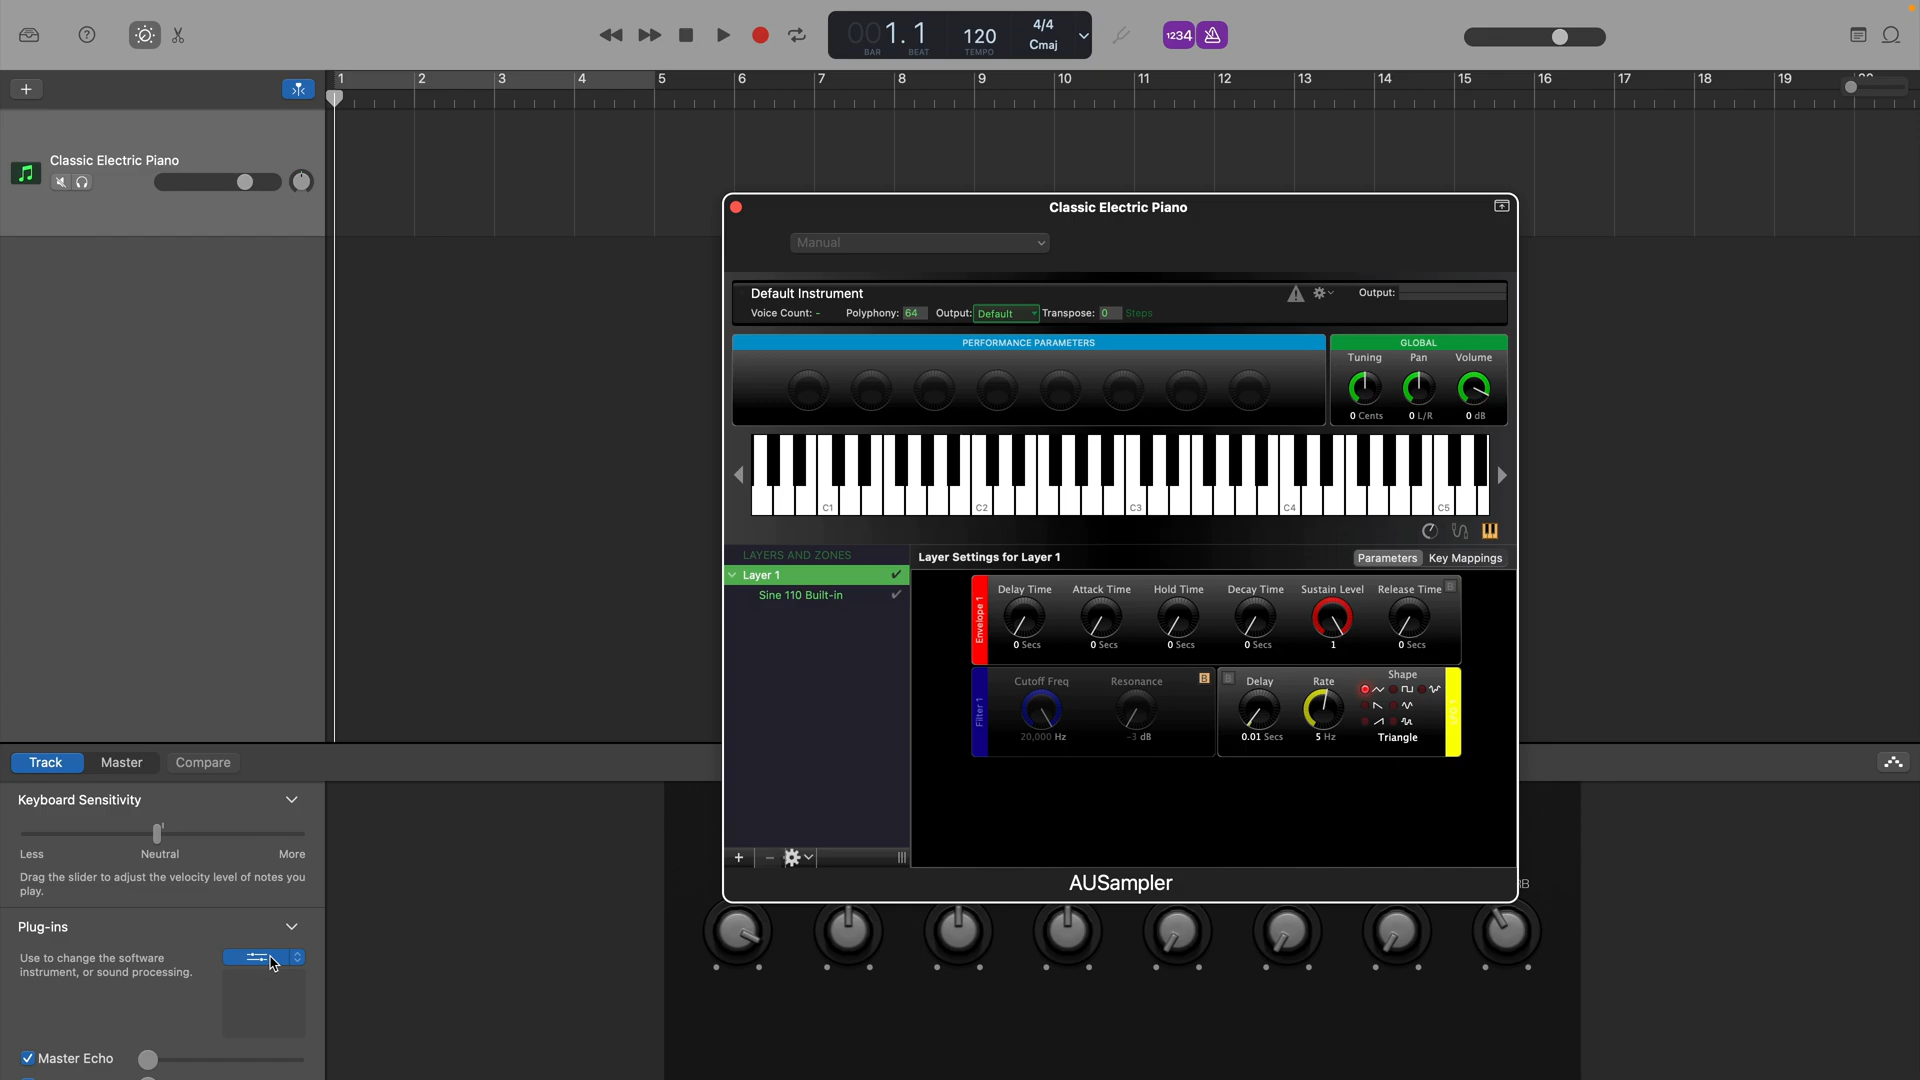 001. 1
BAR BEAT
120
TEMPO
4/4
Cmaj
1234
1 2 3 4 5 6 7 8 9 10 11 12 13 14 15 16 17 18 19
Classic Electric Piano
Classic Electric Piano
Manual
Default Instrument
Output:
Voice Count: - Polyphony: 64 Output: Default Transpose: 0 Steps
PERFORMANCE PARAMETERS
GLOBAL
Tuning Pan Volume
0 Cents 0 L/R 0 dB
C1 C2 C3 C4 C5
LAYERS AND ZONES
Layer 1
Sine 110 Built-in
Layer Settings for Layer 1
Parameters Key Mappings
Envelope 1
Delay Time Attack Time Hold Time Decay Time Sustain Level Release Time B
0 Secs 0 Secs 0 Secs 0 Secs 1 0 Secs
Filter 1
Cutoff Freq Resonance B
20,000 Hz -3 dB
B Delay Rate Shape
0.01 Secs 5 Hz Triangle
AUSampler
Track Master Compare
Keyboard Sensitivity
Less Neutral More
Drag the slider to adjust the velocity level of notes you
play.
Plug-ins
Use to change the software
instrument, or sound processing.
Master Echo